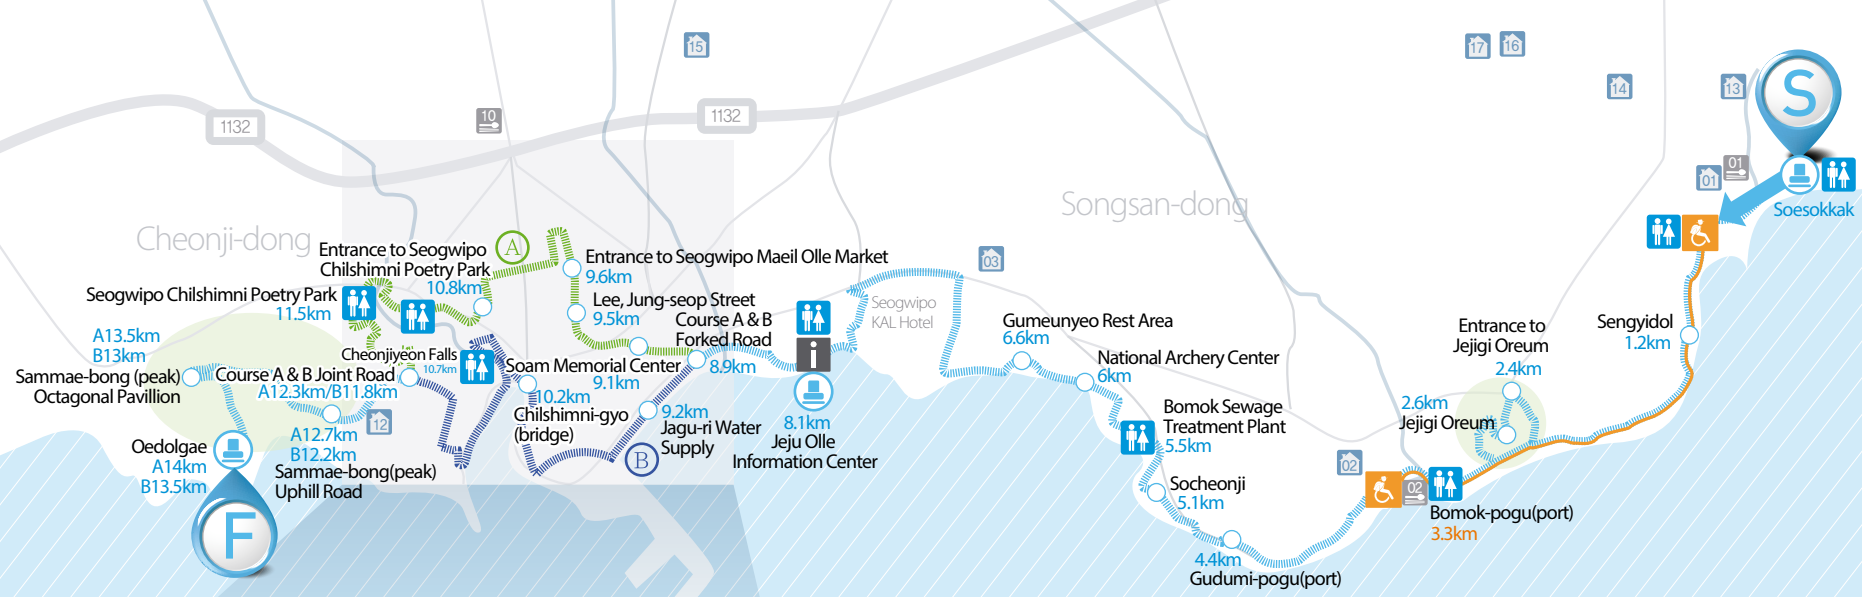 15
17
16
14
13
S
10
1132
1132
01
01
Soesokkak
Songsan-dong
Cheonji-dong
Entrance to Seogwipo
Chilshimni Poetry Park
10.8km
A
Entrance to Seogwipo Maeil Olle Market
9.6km
03
Seogwipo Chilshimni Poetry Park
11.5km
Lee, Jung-seop Street
9.5km
Course A & B
Forked Road
8.9km
Seogwipo
KAL Hotel
Gumeunyeo Rest Area
6.6km
Entrance to
Jejigi Oreum
2.4km
Sengyidol
1.2km
A13.5km
B13km
Sammae-bong (peak)
Octagonal Pavillion
Cheonjiyeon Falls
10.7km
Course A & B Joint Road
A12.3km/B11.8km
Soam Memorial Center
9.1km
i
National Archery Center
6km
10.2km
Chilshimni-gyo
(bridge)
9.2km
Jagu-ri Water
Supply
B
8.1km
Jeju Olle
Information Center
Bomok Sewage
Treatment Plant
5.5km
2.6km
Jejigi Oreum
12
A12.7km
B12.2km
Sammae-bong(peak)
Uphill Road
Oedolgae
A14km
B13.5km
F
Socheonji
5.1km
02
02
Bomok-pogu(port)
3.3km
4.4km
Gudumi-pogu(port)